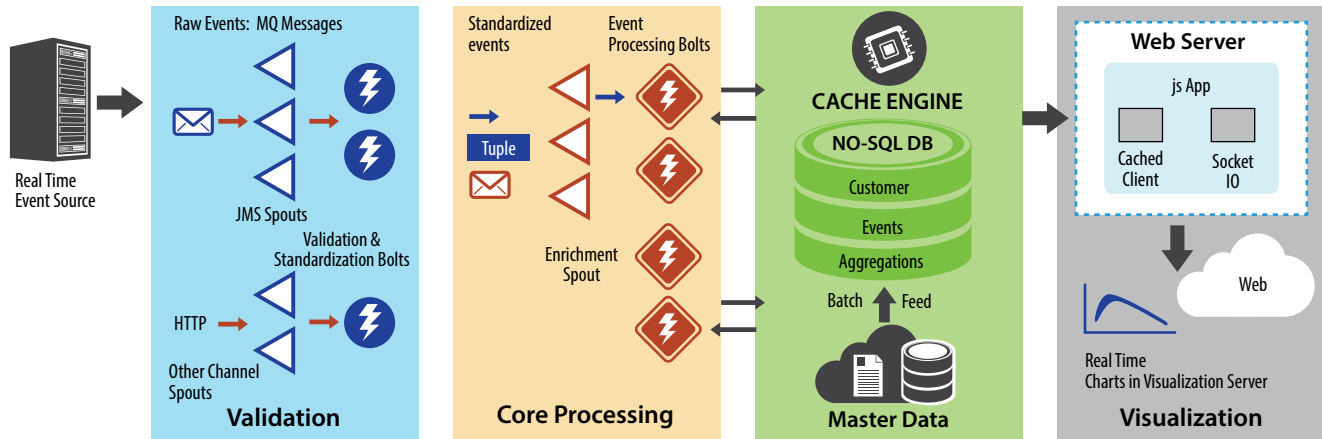 Real Time
Event Source
Raw Events: MQ Messages
JMS Spouts
Validation &
Standardization Bolts
HTTP
Other Channel
Spouts
Validation
Standardized
events
Event
Processing Bolts
Tuple
Enrichment
Spout
Core Processing
CACHE ENGINE
NO-SQL DB
Customer
Events
Aggregations
Batch
Feed
Master Data
Web Server
js App
Cached
Client
Socket
IO
Web
Real Time
Charts in Visualization Server
Visualization